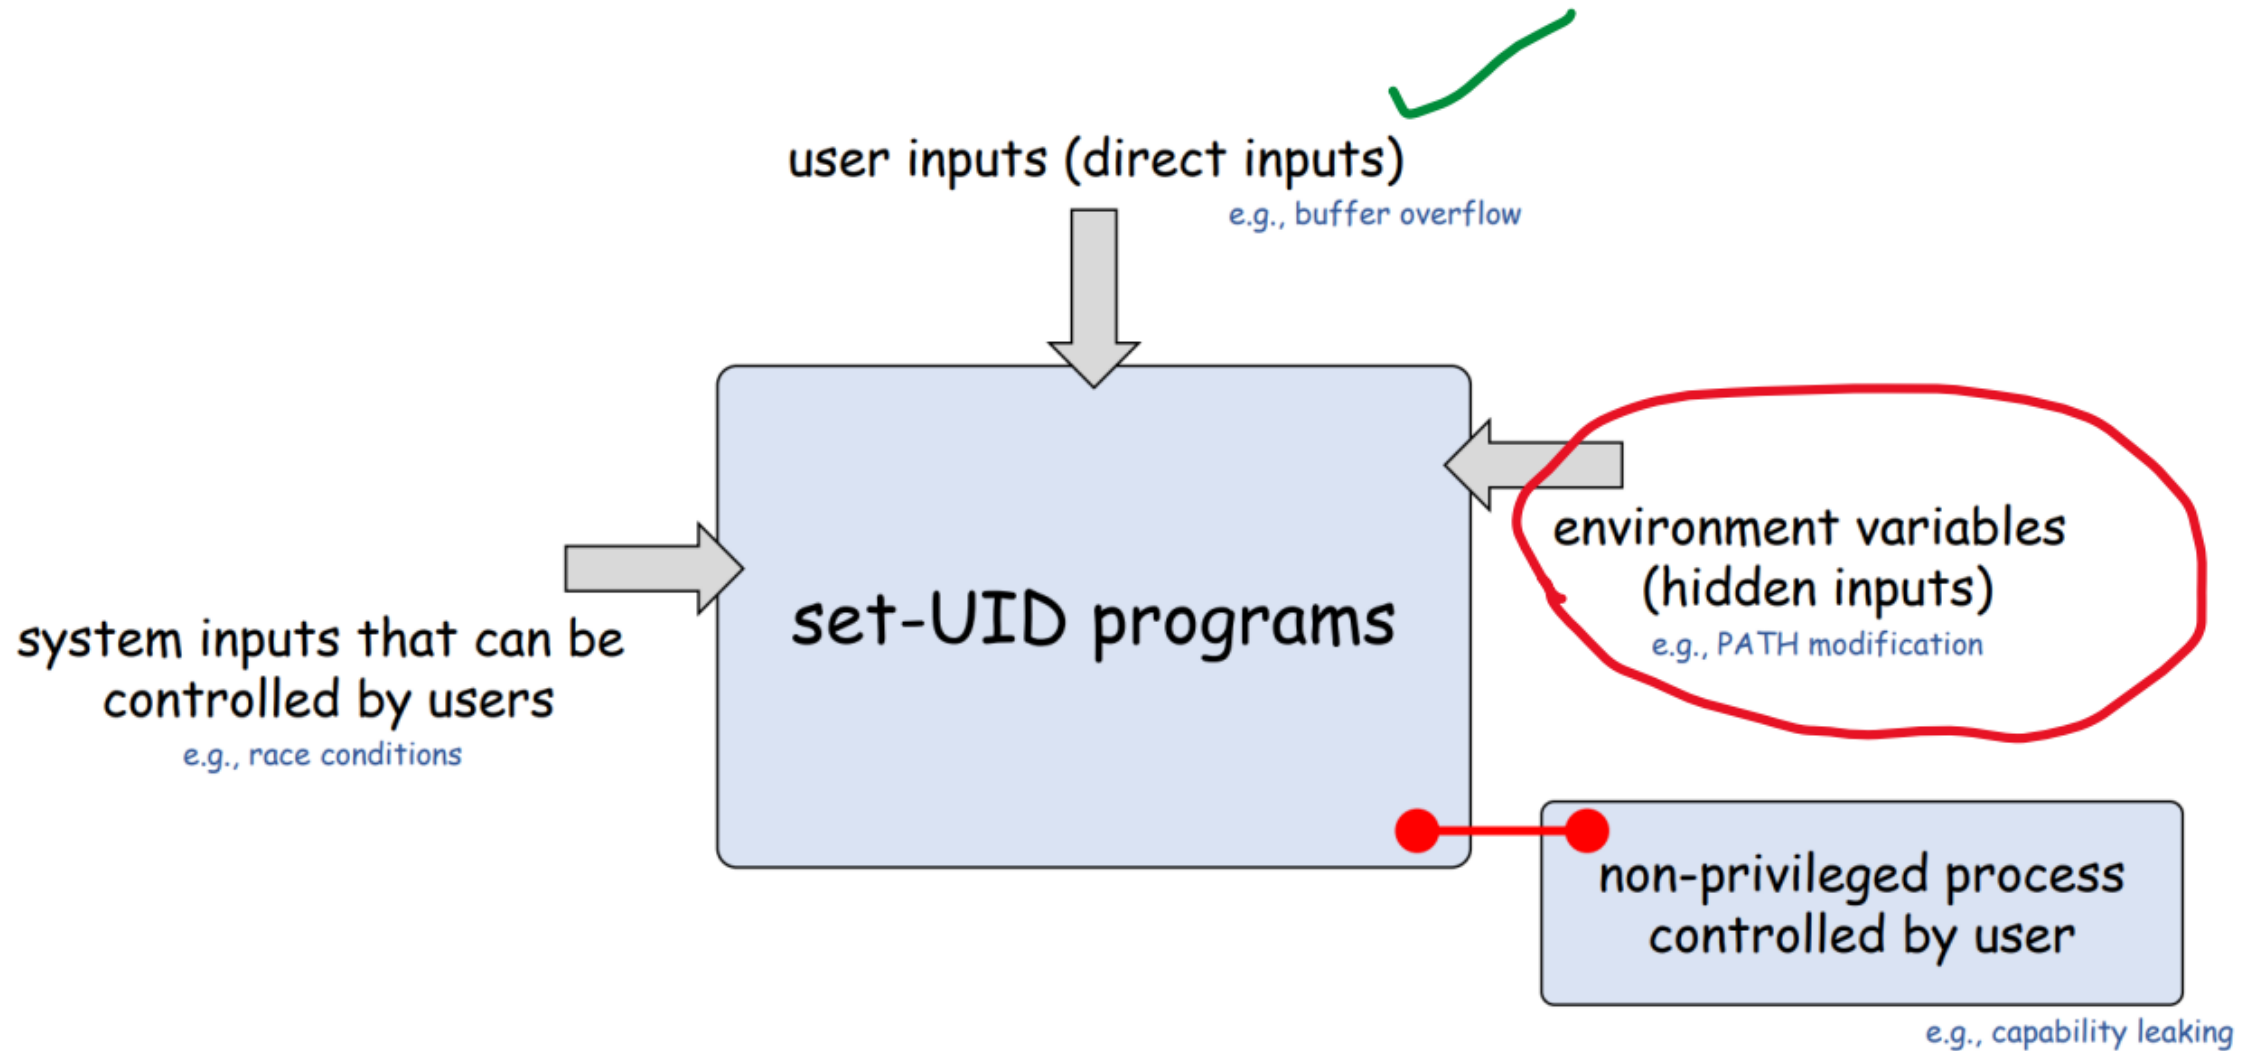 user inputs (direct inputs)
e.g., buffer overflow
environment variables
(hidden inputs)
e.g., PATH modification
set-UID programs
system inputs that can be
controlled by users
e.g., race conditions
non-privileged process
controlled by user
e.g., capability leaking